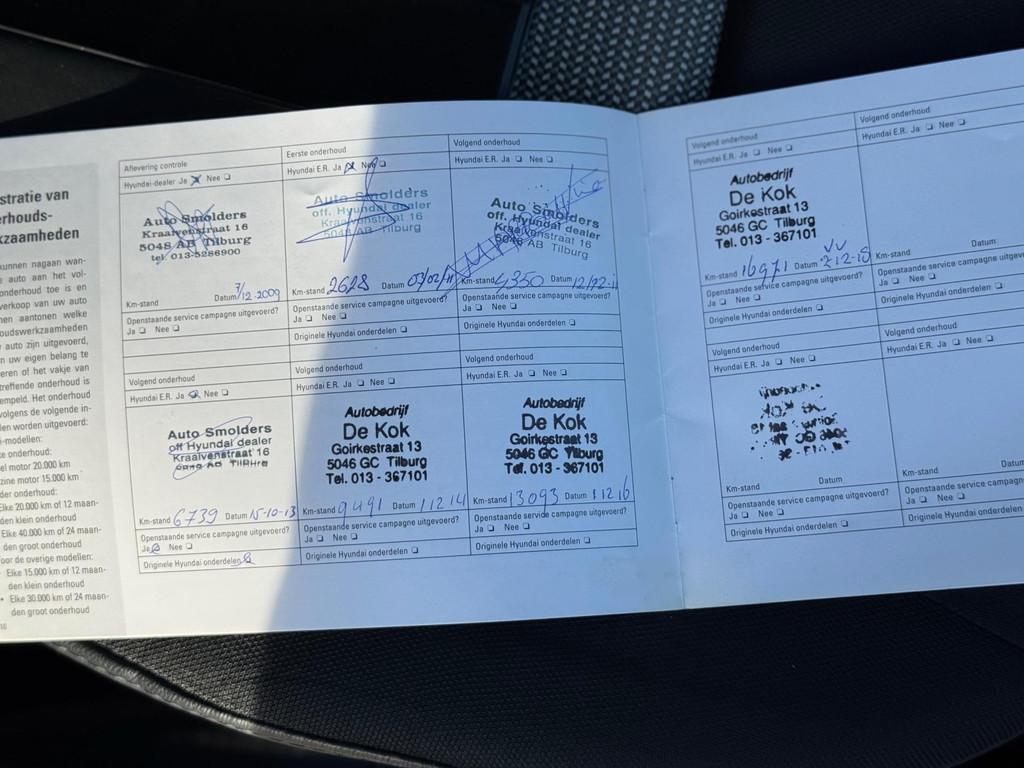 stratie van
erhouds-
kzaamheden
kunnen nagaan wan-
e auto aan het vol-
onderhoud toe is en
verkoop van uw auto
nen aantonen welke
oudswerkzaamheden
auto zijn uitgevoerd,
n uw eigen belang te
eren of het vakje van
treffende onderhoud is
empeld. Het onderhoud
volgens de volgende in-
len worden uitgevoerd:
-modellen:
e onderhoud:
el motor 20.000 km
zine motor 15.000 km
der onderhoud:
Elke 20.000 km of 12 maan-
den klein onderhoud
Elke 40.000 km of 24 maan-
den groot onderhoud
oor de overige modellen:
Elke 15.000 km of 12 maan-
den klein onderhoud
• Elke 30.000 km of 24 maan-
den groot onderhoud
Aflevering controle
Hyundai-dealer Ja Nee
Auto Smolders
Kraaivenstraat 16
5048 AB Tilburg
tel. 013-5286900
Km-stand Datum 7/12-2009
Openstaande service campagne uitgevoerd?
Ja Nee
Eerste onderhoud
Hyundai E.R. Ja Nee
Auto Smolders
off. Hyundai dealer
Kraaivenstraat 16
5048 AB Tilburg
Km-stand 2628 Datum 03/02/11
Openstaande service campagne uitgevoerd?
Ja Nee
Originele Hyundai onderdelen
Volgend onderhoud
Hyundai E.R. Ja Nee
Auto Smolders
off. Hyundai dealer
Kraaivenstraat 16
5048 AB Tilburg
Km-stand 4350 Datum
Openstaande service campagne uitgevoerd?
Ja Nee
Originele Hyundai onderdelen
Volgend onderhoud
Hyundai E.R. Ja Nee
Auto Smolders
off Hyundai dealer
Kraaivenstraat 16
Km-stand 6739 Datum 15-10-13
Openstaande service campagne uitgevoerd?
Ja Nee
Originele Hyundai onderdelen
Volgend onderhoud
Hyundai E.R. Ja Nee
Autobedrijf
De Kok
Goirkestraat 13
5046 GC Tilburg
Tel. 013 - 367101
Km-stand 9491 Datum 11214
Openstaande service campagne uitgevoerd?
Ja Nee
Originele Hyundai onderdelen
Volgend onderhoud
Hyundai E.R. Ja Nee
Autobedrijf
De Kok
Goirkestraat 13
5046 GC Tilburg
Tel. 013 - 367101
Km-stand 13093 Datum 11216
Openstaande service campagne uitgevoerd?
Ja Nee
Originele Hyundai onderdelen
Volgend onderhoud
Hyundai E.R. Ja Nee
Autobedrijf
De Kok
Goirkestraat 13
5046 GC Tilburg
Tel. 013 - 367101
Km-stand 16971 Datum
Openstaande service campagne uitgevoerd?
Ja Nee
Originele Hyundai onderdelen
Volgend onderhoud
Hyundai E.R. Ja Nee
Km-stand Datum
Openstaande service campagne
Ja Nee
Originele Hyundai onderdelen
Volgend onderhoud
Hyundai E.R. Ja Nee
Km-stand Datum
Openstaande service campagne uitgevoerd?
Ja Nee
Originele Hyundai onderdelen
Volgend onderhoud
Hyundai E.R. Ja Nee
Km-stand Datum
Openstaande service campagne
Ja Nee
Originele Hyundai onderdelen